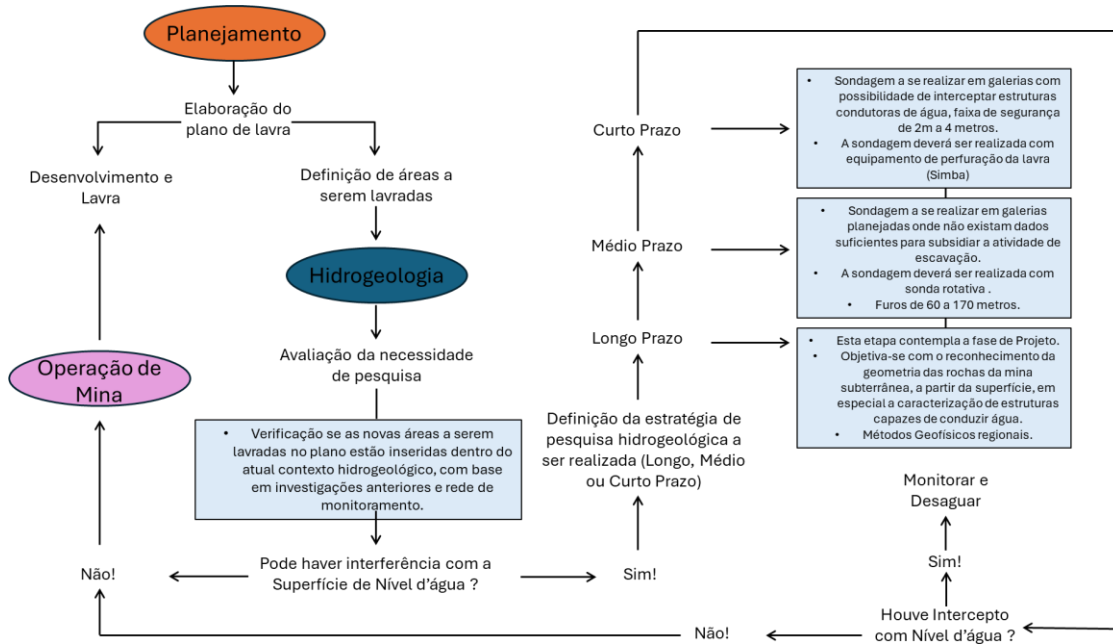 Planejamento
Elaboração do
plano de lavra
Desenvolvimento e
Lavra
Definição de áreas a
serem lavradas
Hidrogeologia
Avaliação da necessidade
de pesquisa
• Verificação se as novas áreas a serem
lavradas no plano estão inseridas dentro do
atual contexto hidrogeológico, com base
em investigações anteriores e rede de
monitoramento.
Operação de
Mina
Não!
Pode haver interferência com a
Superfície de Nível d'água ?
Sim!
Definição da estratégia de
pesquisa hidrogeológica a
ser realizada (Longo, Médio
ou Curto Prazo)
Longo Prazo
Médio Prazo
Curto Prazo
• Sondagem a se realizar em galerias com
possibilidade de interceptar estruturas
condutoras de água, faixa de segurança
de 2m a 4 metros.
• A sondagem deverá ser realizada com
equipamento de perfuração da lavra
(Simba)
• Sondagem a se realizar em galerias
planejadas onde não existam dados
suficientes para subsidiar a atividade de
escavação.
• A sondagem deverá ser realizada com
sonda rotativa .
• Furos de 60 a 170 metros.
• Esta etapa contempla a fase de Projeto.
• Objetiva-se com o reconhecimento da
geometria das rochas da mina
subterrânea, a partir da superfície, em
especial a caracterização de estruturas
capazes de conduzir água.
• Métodos Geofísicos regionais.
Monitorar e
Desaguar
Sim!
Houve Intercepto
com Nível d'água ?
Não!